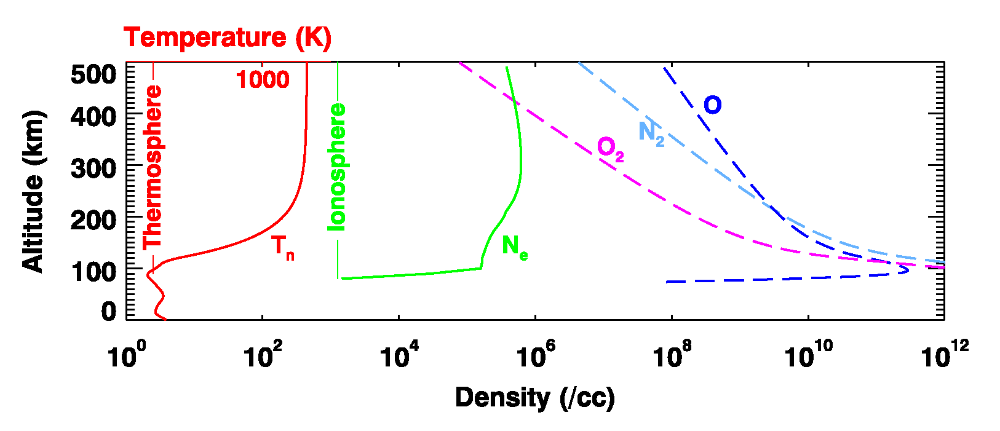 Temperature (K)
1000
500
400
300
200
100
0
Altitude (km)
Thermosphere
Ionosphere
Tn
Ne
O2
N2
O
10^0 10^2 10^4 10^6 10^8 10^10 10^12
Density (/cc)